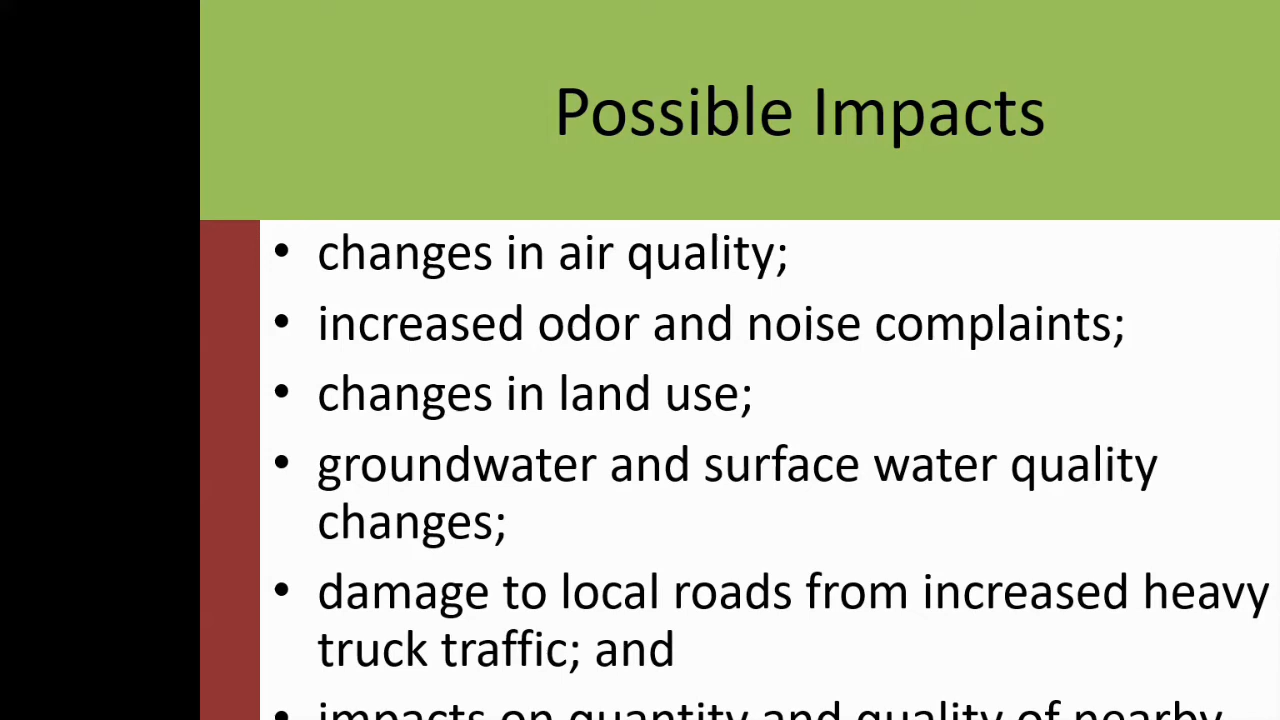 Possible Impacts
• changes in air quality;
• increased odor and noise complaints;
• changes in land use;
• groundwater and surface water quality
changes;
• damage to local roads from increased heavy
truck traffic; and
• impacts on quantity and quality of nearby